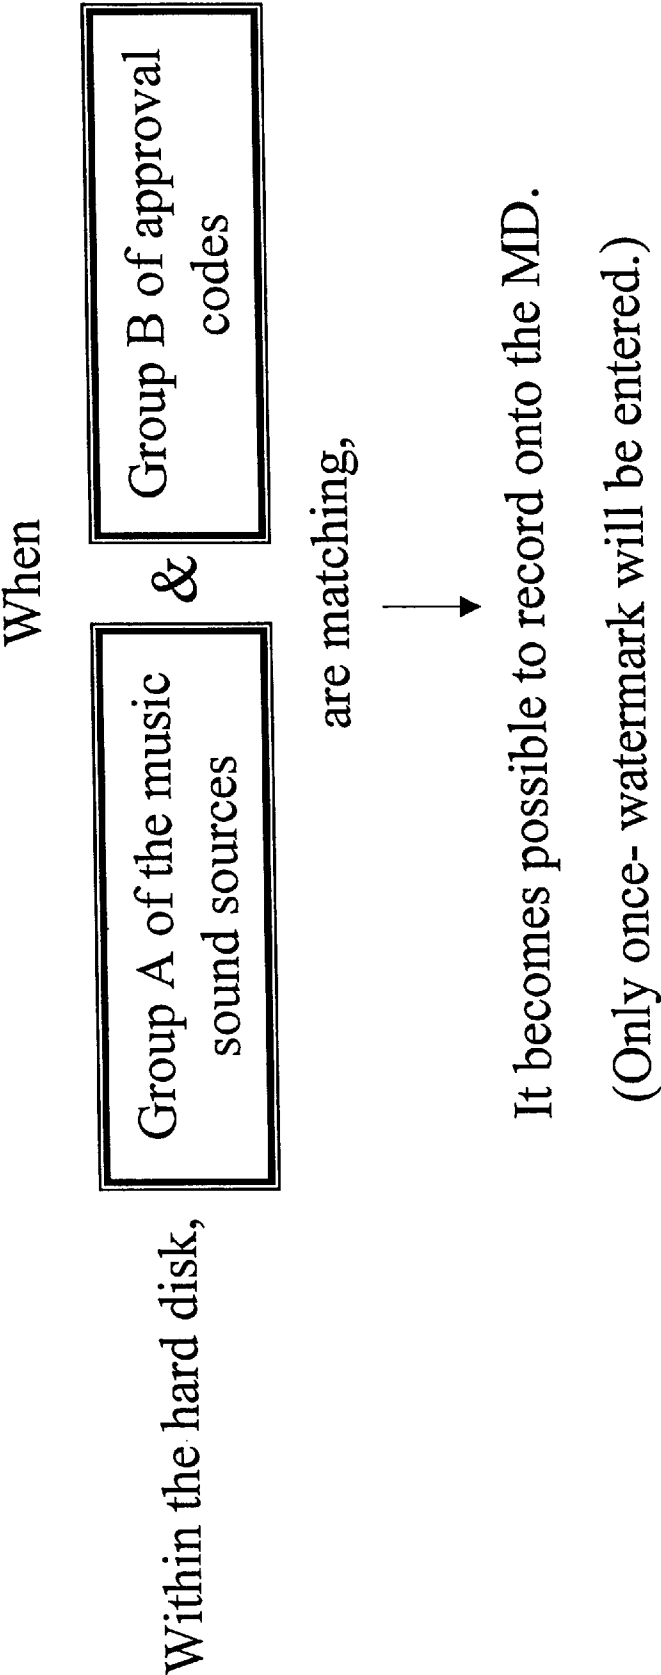 When
Within the hard disk,
Group A of the music
sound sources
&
Group B of approval
codes
are matching,
It becomes possible to record onto the MD.
(Only once- watermark will be entered.)